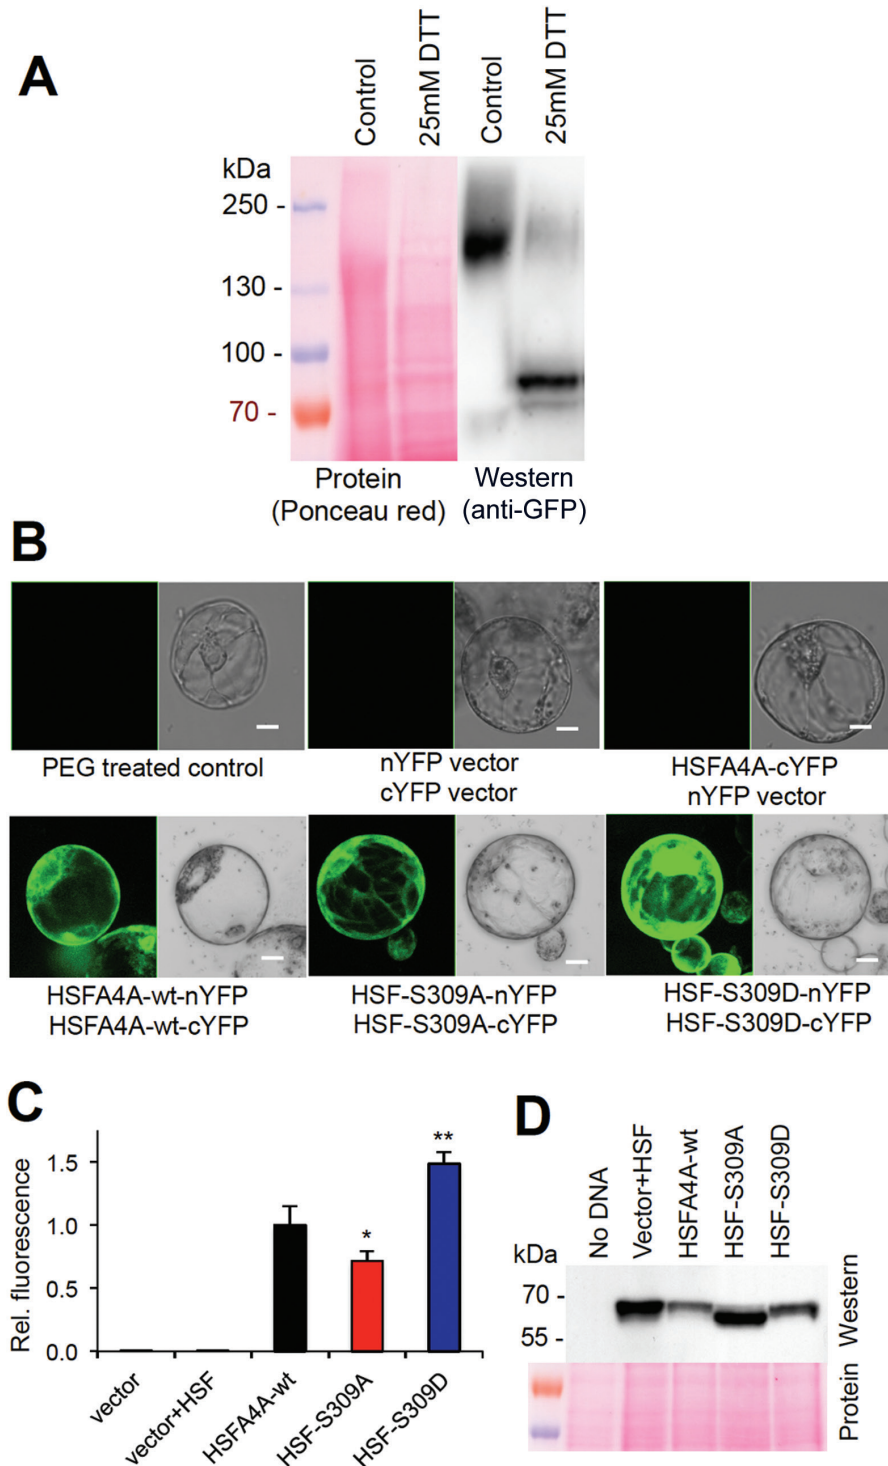 A
Control
25mM DTT
Control
25mM DTT
kDa
250 -
130 -
100 -
70 -
Protein
(Ponceau red)
Western
(anti-GFP)
B
PEG treated control
nYFP vector
cYFP vector
HSFA4A-cYFP
nYFP vector
HSFA4A-wt-nYFP
HSFA4A-wt-cYFP
HSF-S309A-nYFP
HSF-S309A-cYFP
HSF-S309D-nYFP
HSF-S309D-cYFP
C
Rel. fluorescence
1.5
1.0
0.5
0.0
*
**
vector
vector+HSF
HSFA4A-wt
HSF-S309A
HSF-S309D
D
No DNA
Vector+HSF
HSFA4A-wt
HSF-S309A
HSF-S309D
kDa
70 -
55 -
Western
Protein